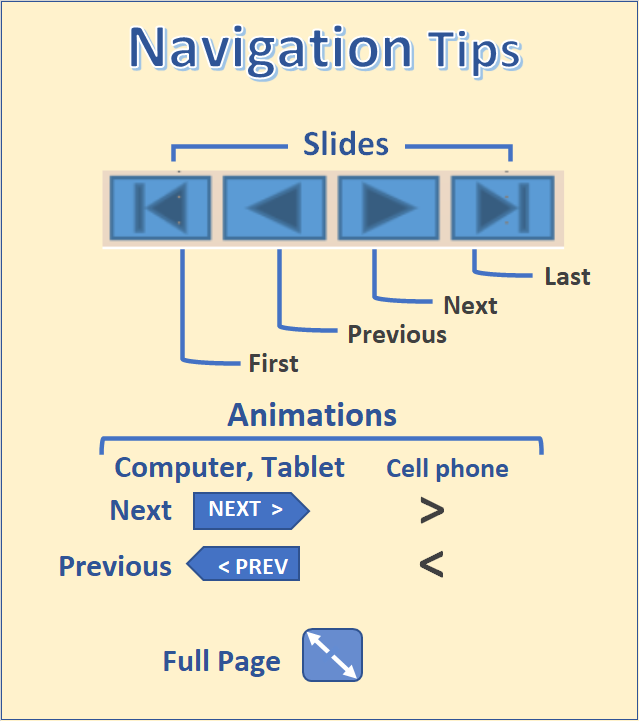 Navigation Tips
Slides
Last
Next
Previous
First
Animations
Computer, Tablet Cell phone
Next NEXT > >
Previous < PREV <
Full Page